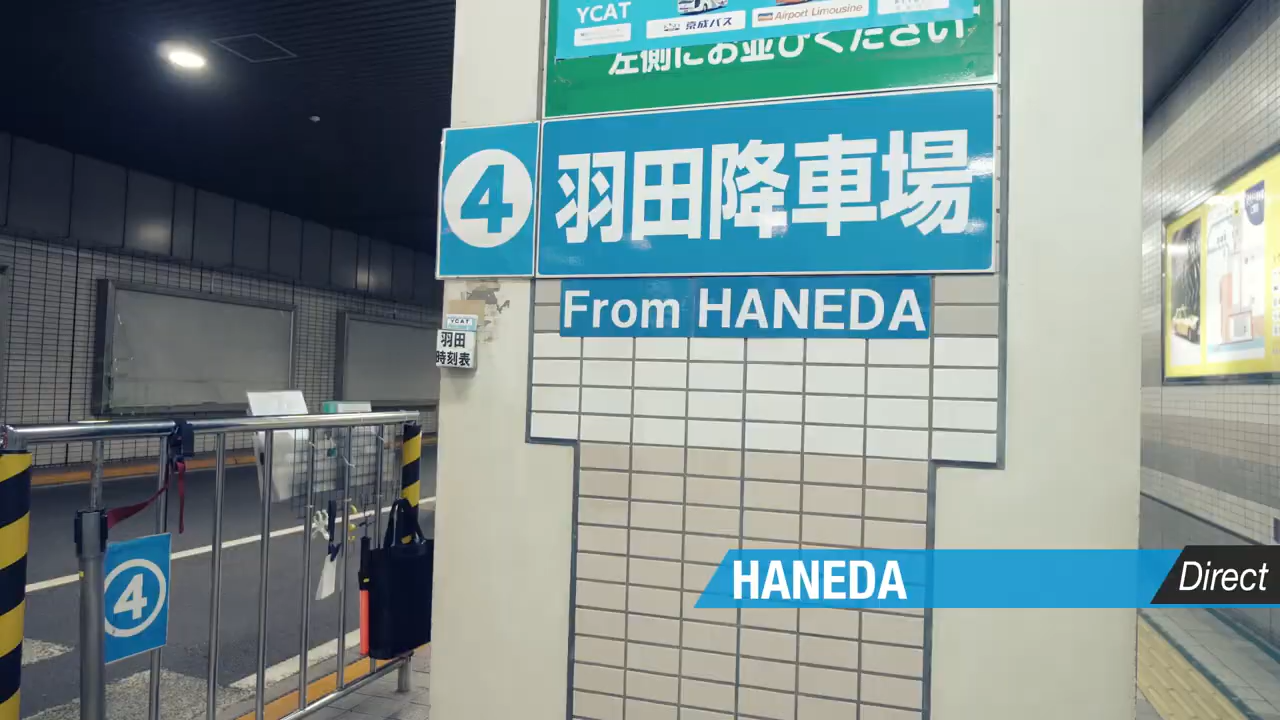 YCAT
京成バス
Airport Limousine
左側にお並びください
④
羽田降車場
From HANEDA
YCAT
羽田
時刻表
④
HANEDA
Direct